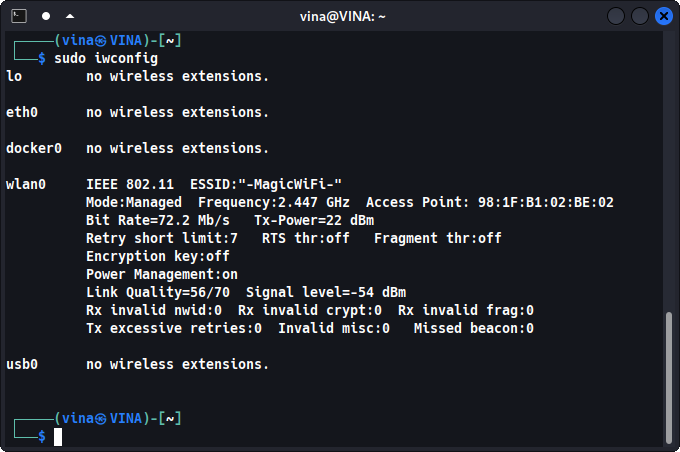 vina@VINA: ~
┌──(vina㉿VINA)-[~]
└─$ sudo iwconfig
lo        no wireless extensions.
eth0      no wireless extensions.
docker0   no wireless extensions.
wlan0     IEEE 802.11  ESSID:"-MagicWiFi-"
          Mode:Managed  Frequency:2.447 GHz  Access Point: 98:1F:B1:02:BE:02
          Bit Rate=72.2 Mb/s   Tx-Power=22 dBm
          Retry short limit:7   RTS thr:off   Fragment thr:off
          Encryption key:off
          Power Management:on
          Link Quality=56/70  Signal level=-54 dBm
          Rx invalid nwid:0  Rx invalid crypt:0  Rx invalid frag:0
          Tx excessive retries:0  Invalid misc:0   Missed beacon:0
usb0      no wireless extensions.
┌──(vina㉿VINA)-[~]
└─$